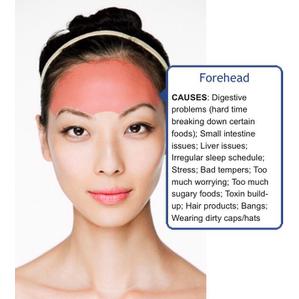 Forehead
CAUSES: Digestive
problems (hard time
breaking down certain
foods); Small intestine
issues; Liver issues;
Irregular sleep schedule;
Stress; Bad tempers; Too
much worrying; Too much
sugary foods; Toxin build-
up; Hair products; Bangs;
Wearing dirty caps/hats